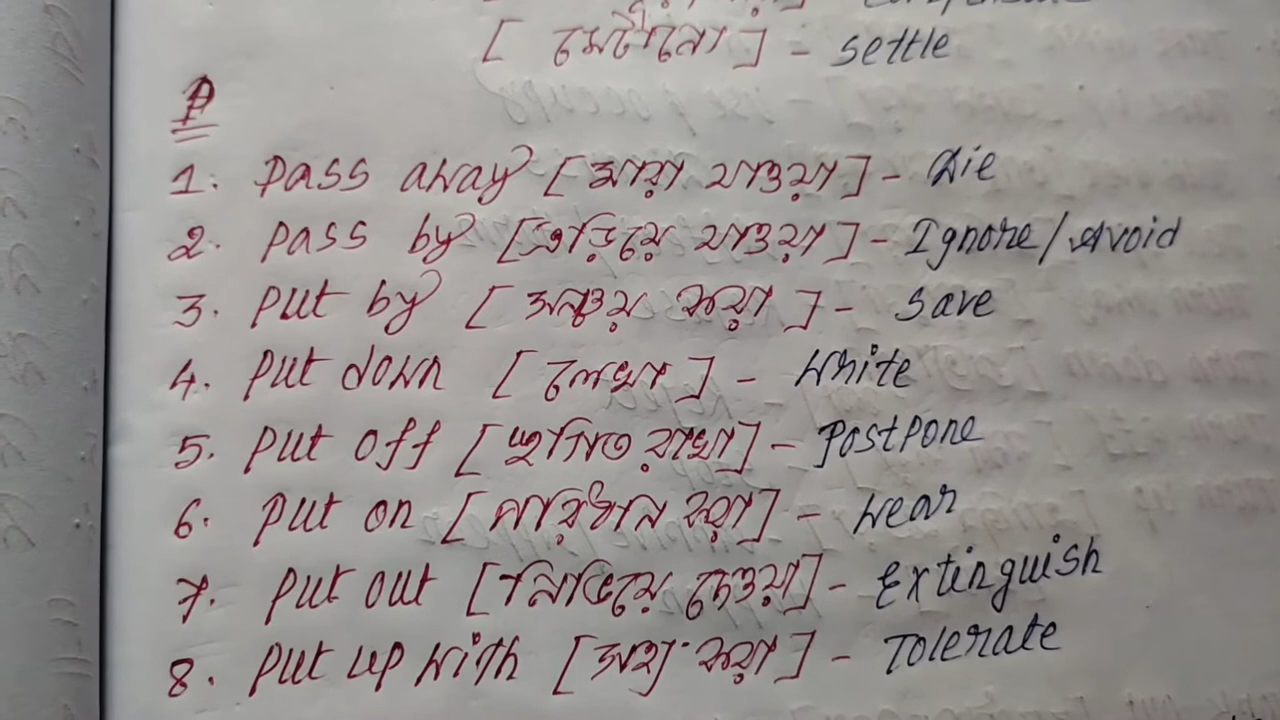 [ মেটানো ] - settle
P
1. Pass away [মারা যাওয়া] - Die
2. Pass by [এড়িয়ে যাওয়া] - Ignore/Avoid
3. Put by [সঞ্চয় করা] - Save
4. Put down [লেখা] - Write
5. Put off [স্থগিত রাখা] - Postpone
6. Put on [পরিধান করা] - Wear
7. Put out [নিভিয়ে দেওয়া] - Extinguish
8. Put up with [সহ্য করা] - Tolerate